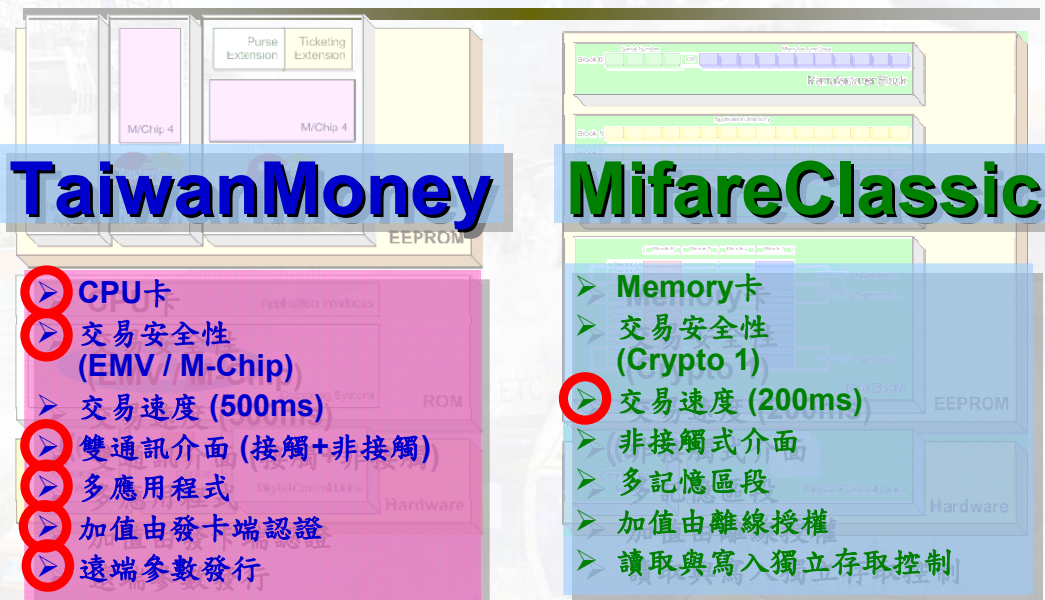 Purse Extension
Ticketing Extension
M/Chip 4
M/Chip 4
EEPROM
TaiwanMoney
CPU卡
交易安全性
(EMV / M-Chip)
交易速度 (500ms)
雙通訊介面 (接觸+非接觸)
多應用程式
加值由發卡端認證
遠端參數發行
Application Interfaces
ROM
Hardware
Manufacturer Block
MifareClassic
Memory卡
交易安全性
(Crypto 1)
交易速度 (200ms)
非接觸式介面
多記憶區段
加值由離線授權
讀取與寫入獨立存取控制
EEPROM
Hardware